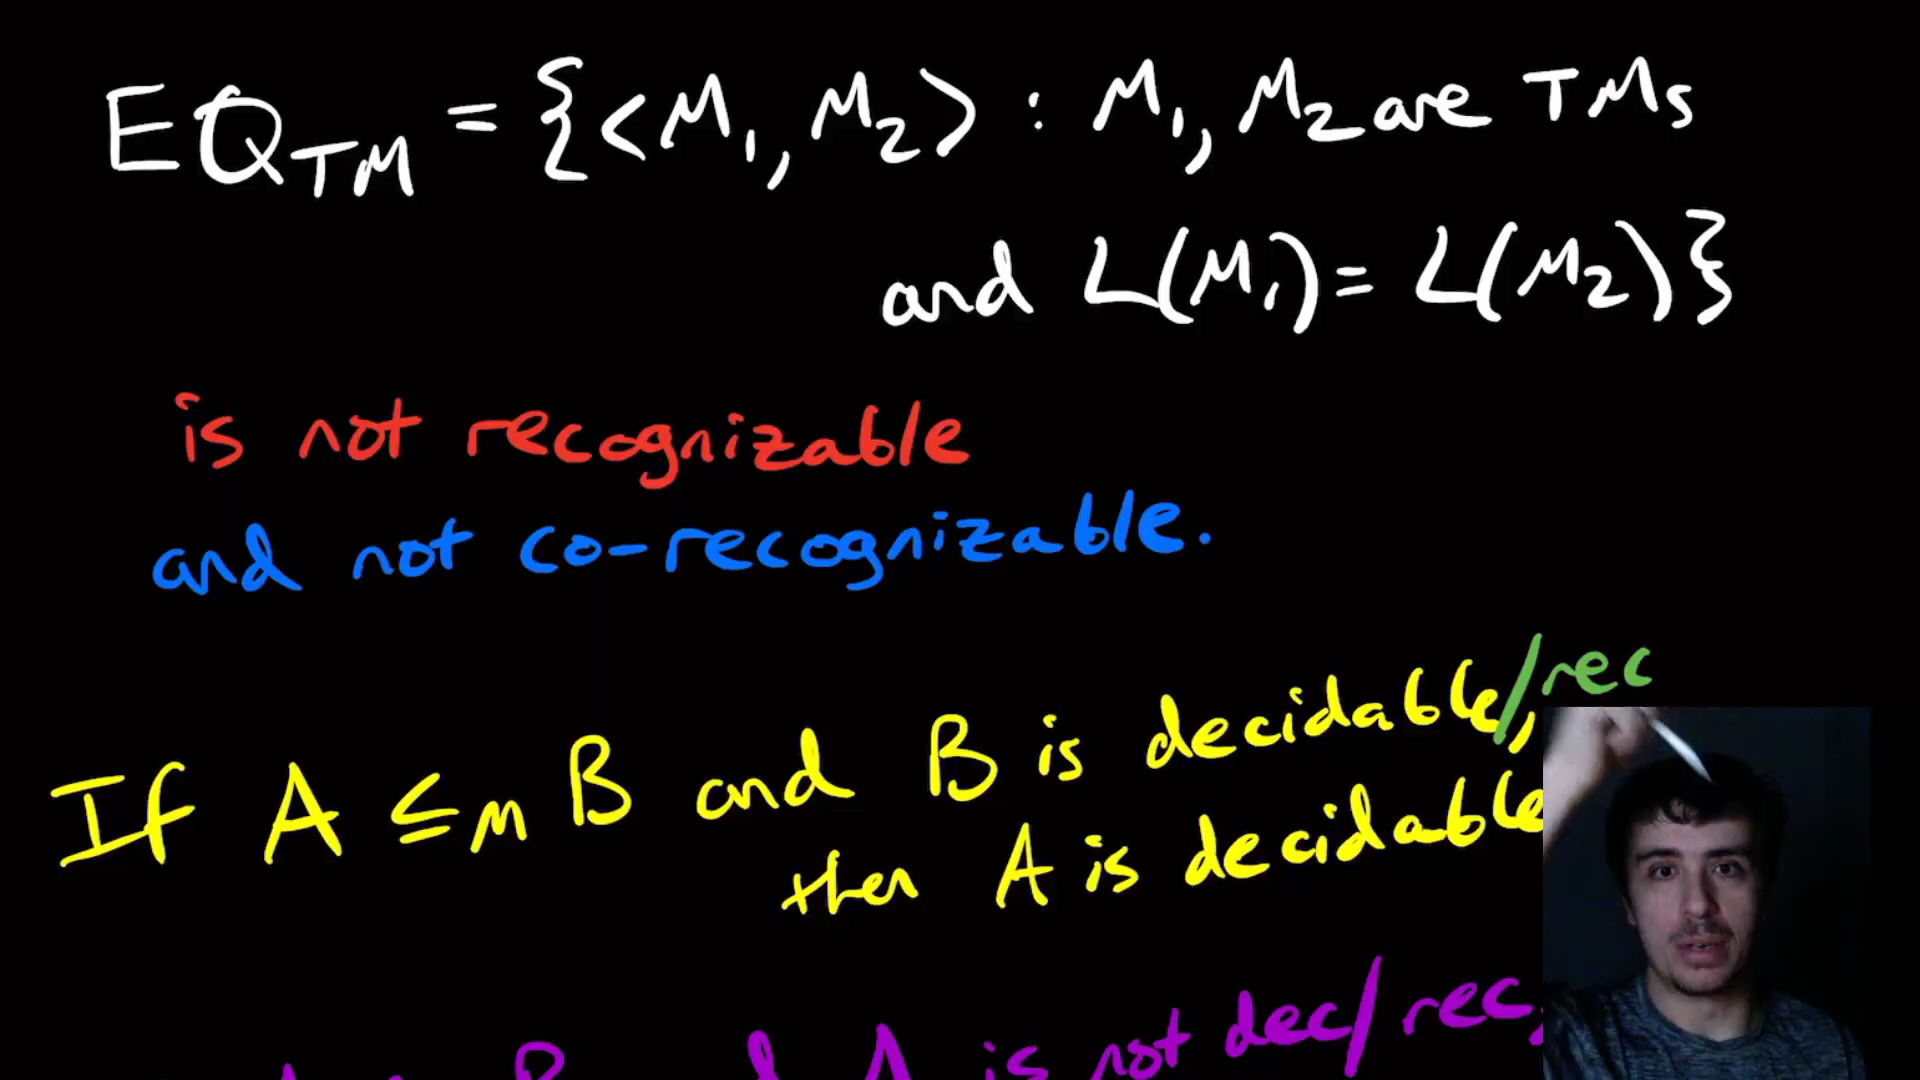 EQ_TM = {<M₁, M₂> : M₁, M₂ are TMs
and L(M₁) = L(M₂)}
is not recognizable
and not co-recognizable.
If A ≤ₘ B and B is decidable/rec,
then A is decidable
A is not dec/rec,